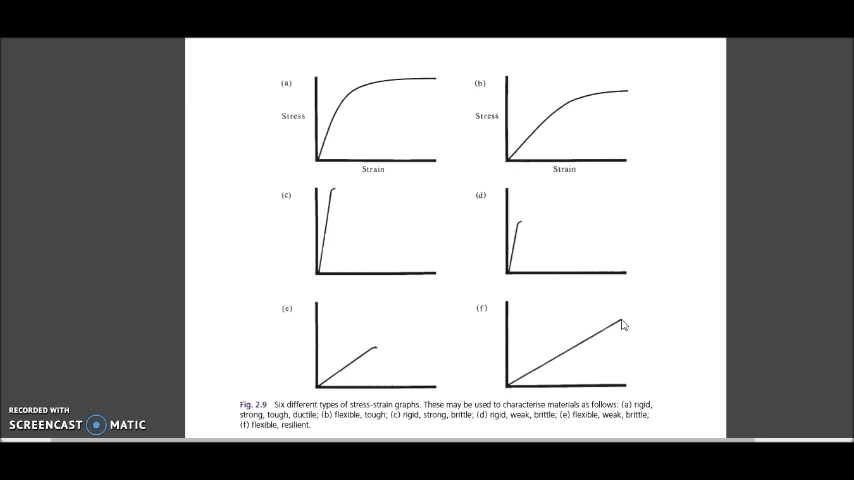 (a)
(b)
Stress
Stress
Strain
Strain
(c)
(d)
(e)
(f)
Fig. 2.9 Six different types of stress-strain graphs. These may be used to characterise materials as follows: (a) rigid,
strong, tough, ductile; (b) flexible, tough; (c) rigid, strong, brittle; (d) rigid, weak, brittle; (e) flexible, weak, brittle;
(f) flexible, resilient.
RECORDED WITH
SCREENCAST MATIC